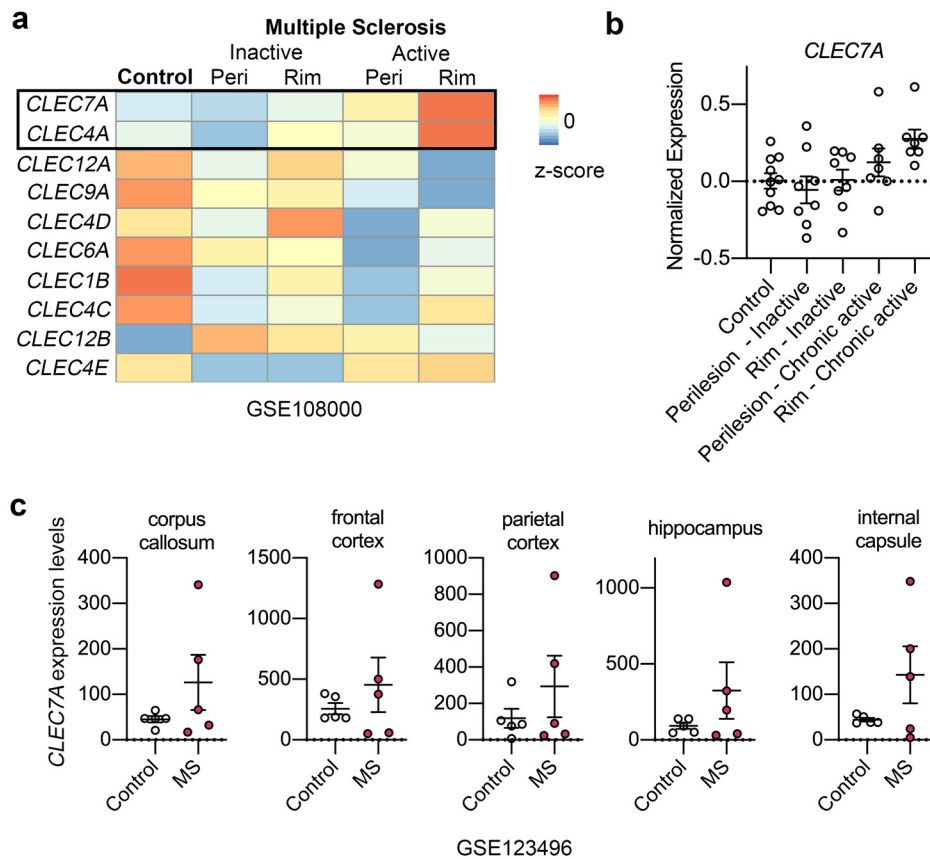 a
Multiple Sclerosis
Inactive Active
Control Peri Rim Peri Rim
CLEC7A
CLEC4A
CLEC12A
CLEC9A
CLEC4D
CLEC6A
CLEC1B
CLEC4C
CLEC12B
CLEC4E
0
z-score
GSE108000
b
CLEC7A
Normalized Expression
0.5
0.0
-0.5
Control
Perilesion - Inactive
Rim - Inactive
Perilesion - Chronic active
Rim - Chronic active
c
CLEC7A expression levels
corpus
callosum
400
300
200
100
0
Control
MS
frontal
cortex
1500
1000
500
0
Control
MS
parietal
cortex
1000
800
600
400
200
0
Control
MS
hippocampus
1000
500
0
Control
MS
internal
capsule
400
300
200
100
0
Control
MS
GSE123496